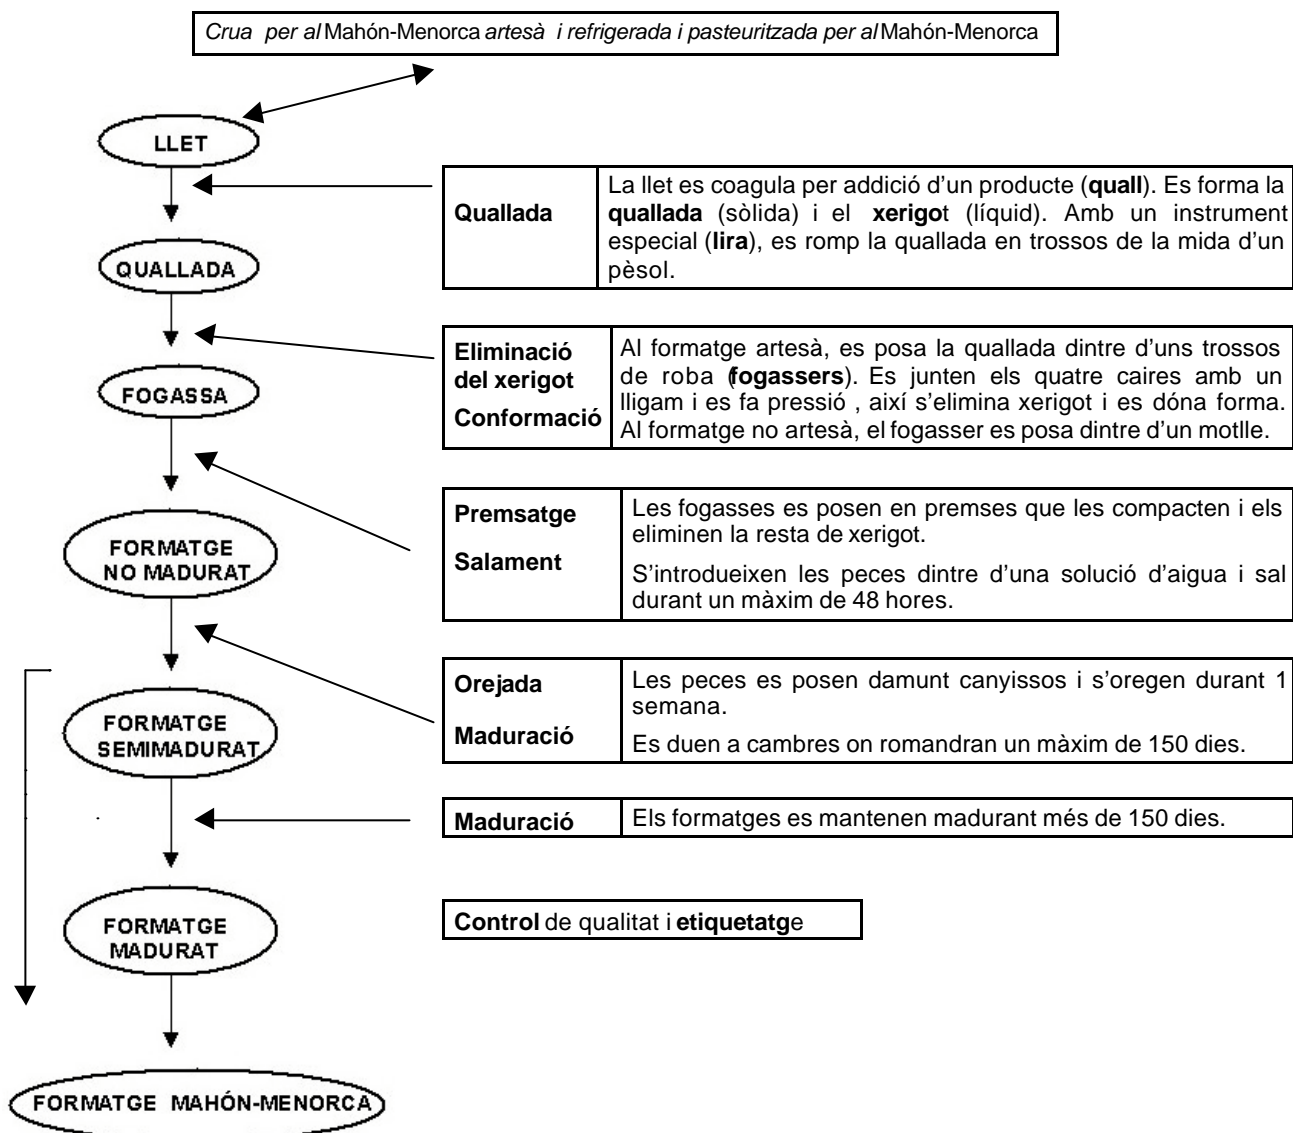 Crua per al Mahón-Menorca artesà i refrigerada i pasteuritzada per al Mahón-Menorca
LLET
Quallada
La llet es coagula per addició d'un producte (quall). Es forma la
quallada (sòlida) i el xerigot (líquid). Amb un instrument
especial (lira), es romp la quallada en trossos de la mida d'un
pèsol.
QUALLADA
Eliminació
del xerigot
Conformació
Al formatge artesà, es posa la quallada dintre d'uns trossos
de roba (fogassers). Es junten els quatre caires amb un
lligam i es fa pressió , així s'elimina xerigot i es dóna forma.
Al formatge no artesà, el fogasser es posa dintre d'un motlle.
FOGASSA
Premsatge
Salament
Les fogasses es posen en premses que les compacten i els
eliminen la resta de xerigot.
S'introdueixen les peces dintre d'una solució d'aigua i sal
durant un màxim de 48 hores.
FORMATGE
NO MADURAT
Orejada
Maduració
Les peces es posen damunt canyissos i s'oregen durant 1
semana.
Es duen a cambres on romandran un màxim de 150 dies.
FORMATGE
SEMIMADURAT
Maduració
Els formatges es mantenen madurant més de 150 dies.
FORMATGE
MADURAT
Control de qualitat i etiquetatge
FORMATGE MAHÓN-MENORCA